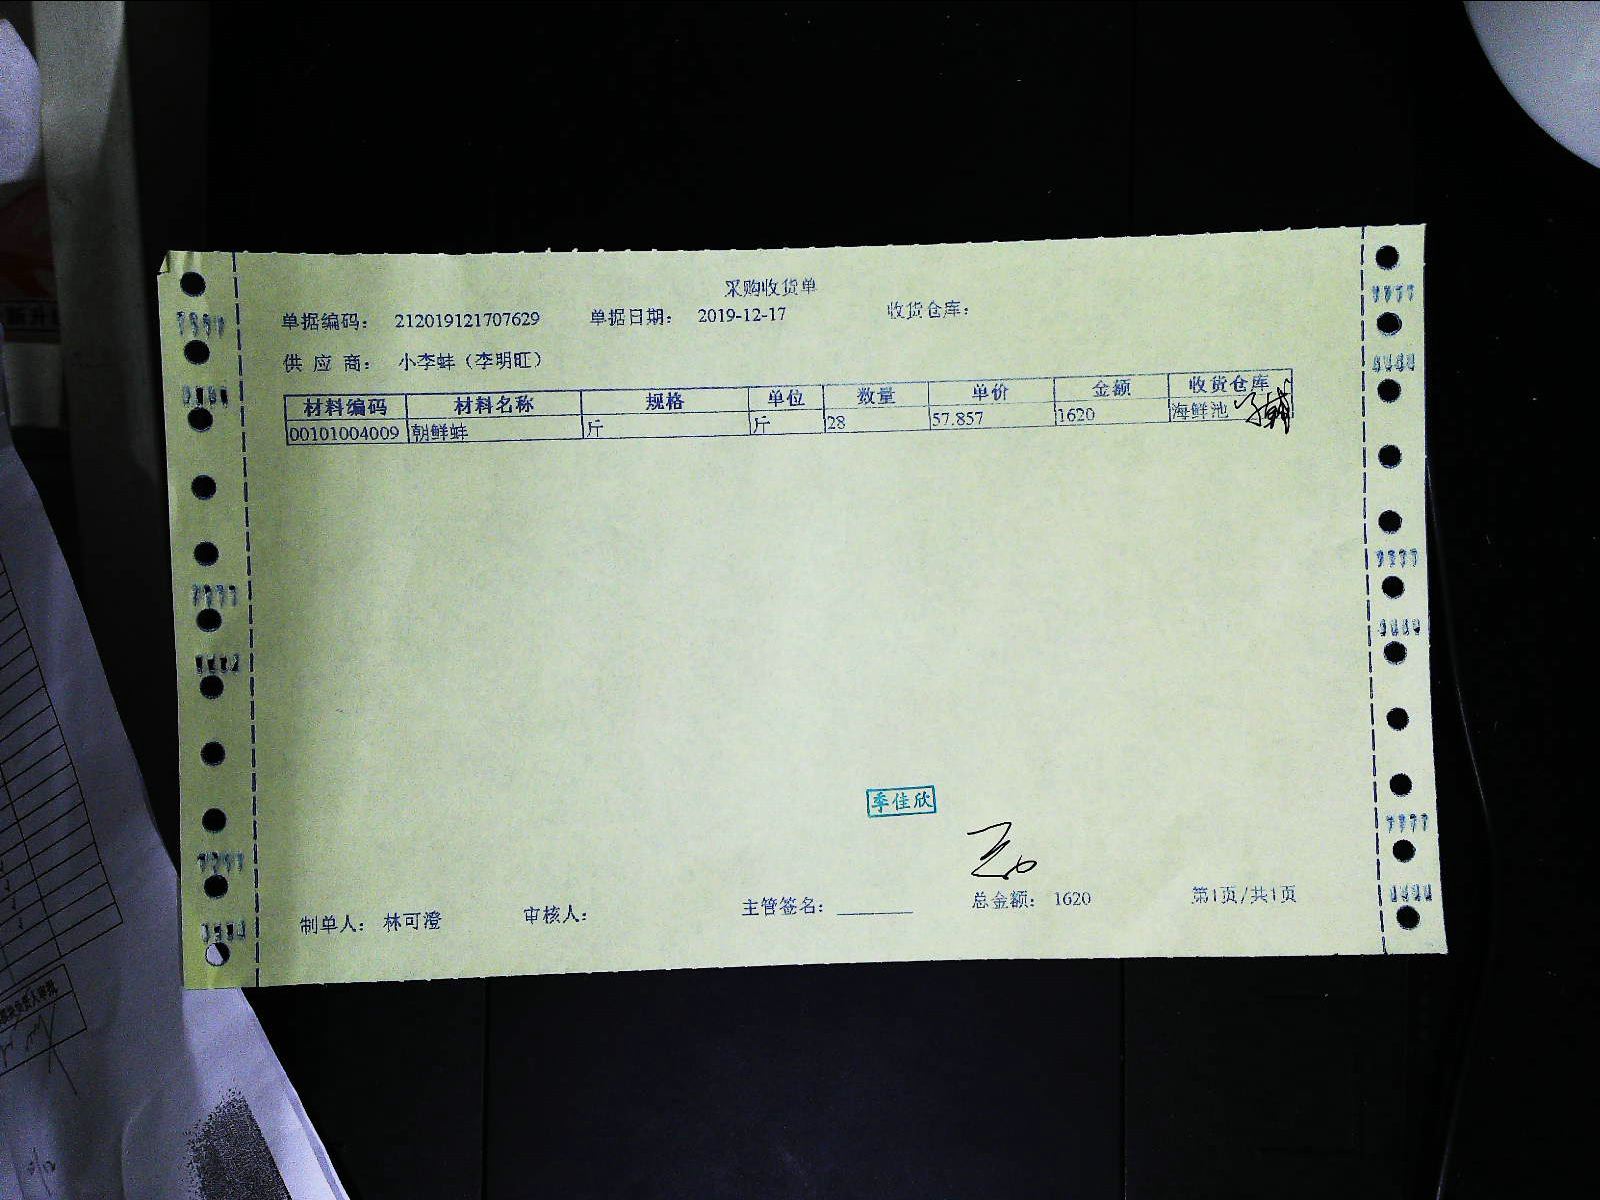 采购收货单
单据编码： 212019121707629 单据日期： 2019-12-17 收货仓库：
供 应 商： 小李蚌（李明旺）
材料编码 材料名称 规格 单位 数量 单价 金额 收货仓库
00101004009 朝鲜蚌 斤 斤 28 57.857 1620 海鲜池
季佳欣
制单人： 林可澄 审核人： 主管签名： ________ 总金额： 1620 第1页/共1页